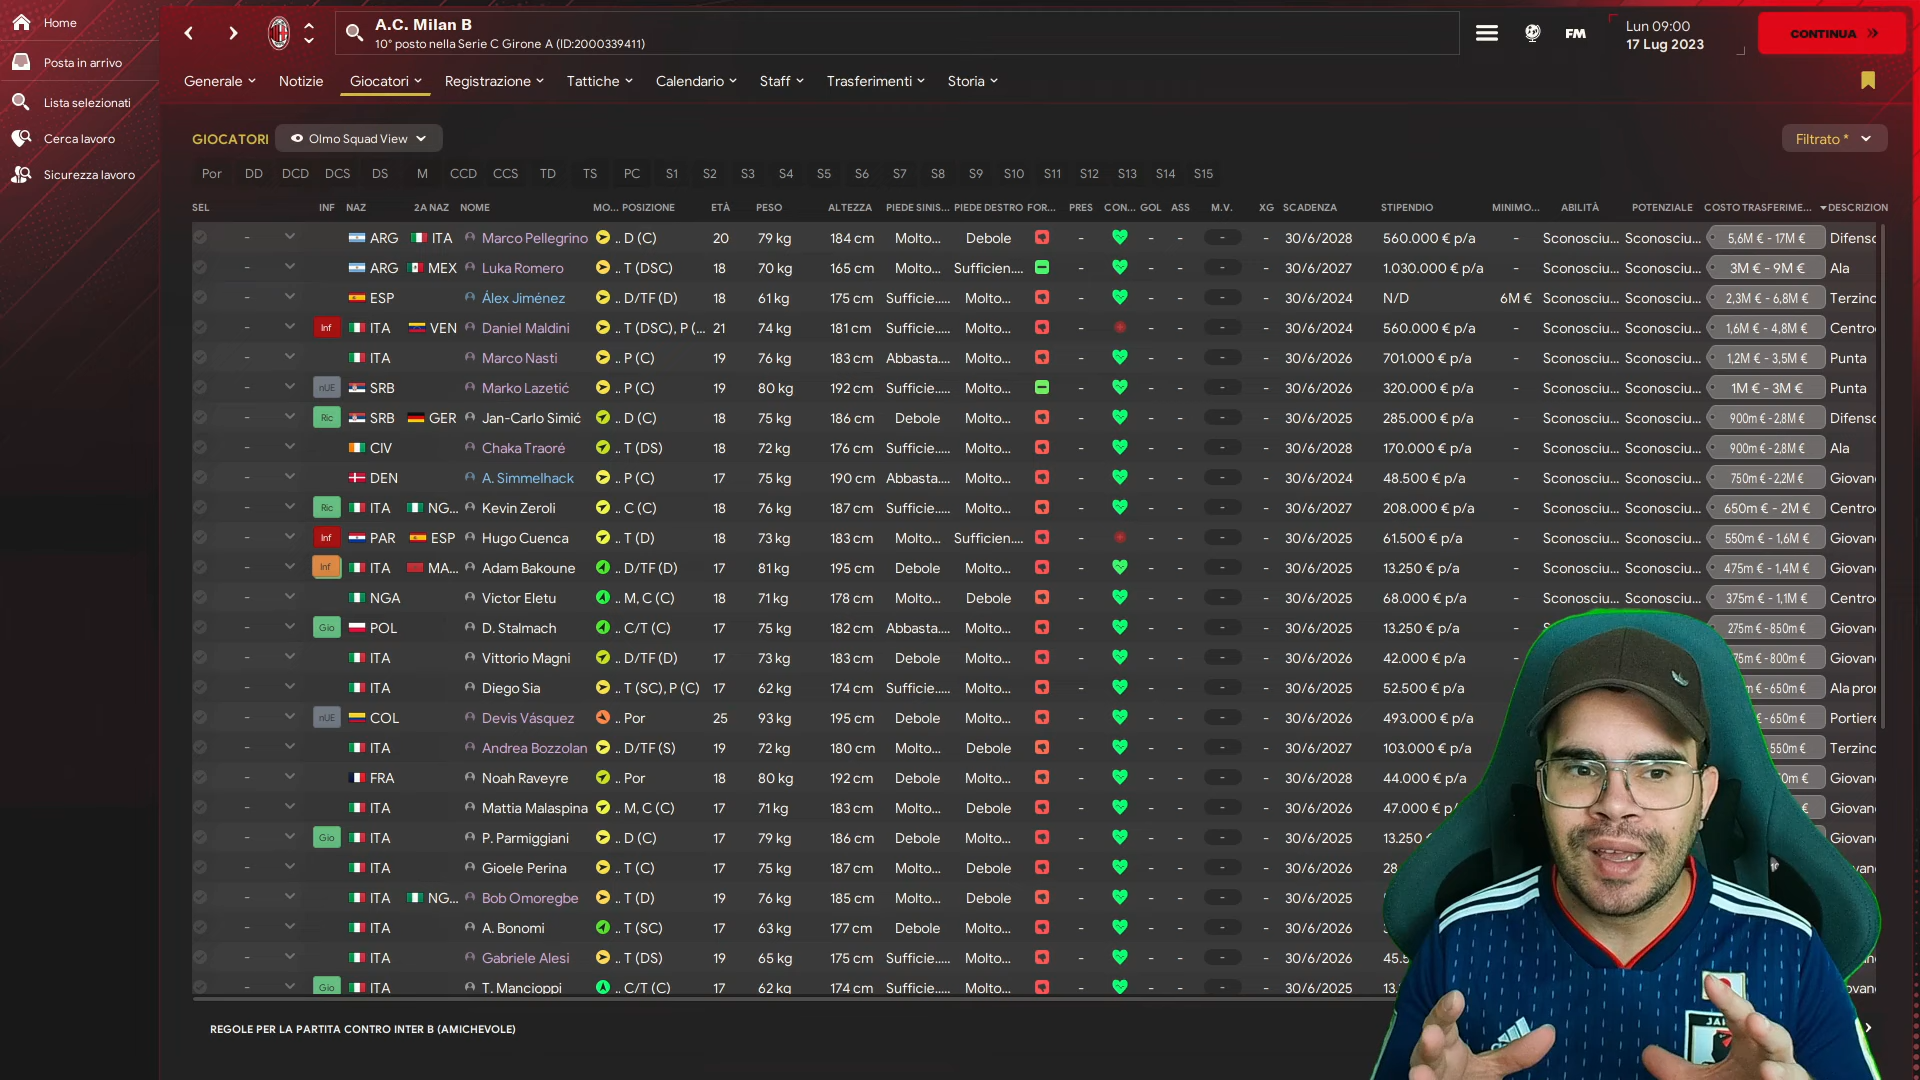 Home
Posta in arrivo
Lista selezionati
Cerca lavoro
Sicurezza lavoro
A.C. Milan B
10° posto nella Serie C Girone A (ID:2000339411)
FM
Lun 09:00
17 Lug 2023
CONTINUA
Generale Notizie Giocatori Registrazione Tattiche Calendario Staff Trasferimenti Storia
GIOCATORI Olmo Squad View Filtrato *
Por DD DCD DCS DS M CCD CCS TD TS PC S1 S2 S3 S4 S5 S6 S7 S8 S9 S10 S11 S12 S13 S14 S15
SEL INF NAZ 2A NAZ NOME MO... POSIZIONE ETÀ PESO ALTEZZA PIEDE SINIS... PIEDE DESTRO FOR... PRES CON... GOL ASS M.V. XG SCADENZA STIPENDIO MINIMO... ABILITÀ POTENZIALE COSTO TRASFERIME... DESCRIZION
- ARG ITA Marco Pellegrino .. D (C) 20 79 kg 184 cm Molto... Debole - - - - - 30/6/2028 560.000 € p/a - Sconosciu... Sconosciu... 5,6M € - 17M € Difenso
- ARG MEX Luka Romero .. T (DSC) 18 70 kg 165 cm Molto... Sufficien.... - - - - - 30/6/2027 1.030.000 € p/a - Sconosciu... Sconosciu... 3M € - 9M € Ala
- ESP Álex Jiménez .. D/TF (D) 18 61 kg 175 cm Sufficie..... Molto... - - - - - 30/6/2024 N/D 6M € Sconosciu... Sconosciu... 2,3M € - 6,8M € Terzino
- Inf ITA VEN Daniel Maldini .. T (DSC), P (... 21 74 kg 181 cm Sufficie..... Molto... - - - - - 30/6/2024 560.000 € p/a - Sconosciu... Sconosciu... 1,6M € - 4,8M € Centro
- ITA Marco Nasti .. P (C) 19 76 kg 183 cm Abbasta.... Molto... - - - - - 30/6/2026 701.000 € p/a - Sconosciu... Sconosciu... 1,2M € - 3,5M € Punta
- nUE SRB Marko Lazetić .. P (C) 19 80 kg 192 cm Sufficie..... Molto... - - - - - 30/6/2026 320.000 € p/a - Sconosciu... Sconosciu... 1M € - 3M € Punta
- Ric SRB GER Jan-Carlo Simić .. D (C) 18 75 kg 186 cm Debole Molto... - - - - - 30/6/2025 285.000 € p/a - Sconosciu... Sconosciu... 900m € - 2,8M € Difenso
- CIV Chaka Traoré .. T (DS) 18 72 kg 176 cm Sufficie..... Molto... - - - - - 30/6/2028 170.000 € p/a - Sconosciu... Sconosciu... 900m € - 2,8M € Ala
- DEN A. Simmelhack .. P (C) 17 75 kg 190 cm Abbasta.... Molto... - - - - - 30/6/2024 48.500 € p/a - Sconosciu... Sconosciu... 750m € - 2,2M € Giovan
- Ric ITA NG... Kevin Zeroli .. C (C) 18 76 kg 187 cm Sufficie..... Molto... - - - - - 30/6/2027 208.000 € p/a - Sconosciu... Sconosciu... 650m € - 2M € Centro
- Inf PAR ESP Hugo Cuenca .. T (D) 18 73 kg 183 cm Molto... Sufficien.... - - - - - 30/6/2025 61.500 € p/a - Sconosciu... Sconosciu... 550m € - 1,6M € Giovan
- Inf ITA MA... Adam Bakoune .. D/TF (D) 17 81 kg 195 cm Debole Molto... - - - - - 30/6/2025 13.250 € p/a - Sconosciu... Sconosciu... 475m € - 1,4M € Giovan
- NGA Victor Eletu .. M, C (C) 18 71 kg 178 cm Molto... Debole - - - - - 30/6/2025 68.000 € p/a - Sconosciu... Sconosciu... 375m € - 1,1M € Centro
- Gio POL D. Stalmach .. C/T (C) 17 75 kg 182 cm Abbasta.... Molto... - - - - - 30/6/2025 13.250 € p/a - 275m € - 850m € Giovan
- ITA Vittorio Magni .. D/TF (D) 17 73 kg 183 cm Debole Molto... - - - - - 30/6/2025 42.000 € p/a 75m € - 800m € Giovan
- ITA Diego Sia .. T (SC), P (C) 17 62 kg 174 cm Sufficie..... Molto... - - - - - 30/6/2025 52.500 € p/a m € - 650m € Ala pro
- nUE COL Devis Vásquez .. Por 25 93 kg 195 cm Debole Molto... - - - - - 30/6/2026 493.000 € p/a m € - 650m € Portiere
- ITA Andrea Bozzolan .. D/TF (S) 19 72 kg 180 cm Molto... Debole - - - - - 30/6/2027 103.000 € p/a 550m € Terzino
- FRA Noah Raveyre .. Por 18 80 kg 192 cm Debole Molto... - - - - - 30/6/2028 44.000 € p/a 0m € Giovan
- ITA Mattia Malaspina .. M, C (C) 17 71 kg 183 cm Molto... Debole - - - - - 30/6/2026 47.000 € p/ € Giovan
- Gio ITA P. Parmiggiani .. D (C) 17 79 kg 186 cm Debole Molto... - - - - - 30/6/2025 13.250 € Giovan
- ITA Gioele Perina .. T (C) 17 75 kg 187 cm Molto... Debole - - - - - 30/6/2026 28 Giovan
- ITA NG... Bob Omoregbe .. T (D) 19 76 kg 185 cm Molto... Debole - - - - - 30/6/2026
- ITA A. Bonomi .. T (SC) 17 63 kg 177 cm Debole Molto... - - - - - 30/6/2026
- ITA Gabriele Alesi .. T (DS) 19 65 kg 175 cm Sufficie..... Molto... - - - - - 30/6/2026 45.5
- Gio ITA T. Mancioppi .. C/T (C) 17 62 kg 174 cm Sufficie..... Molto... - - - - - 30/6/2025 13. ovan
REGOLE PER LA PARTITA CONTRO INTER B (AMICHEVOLE)